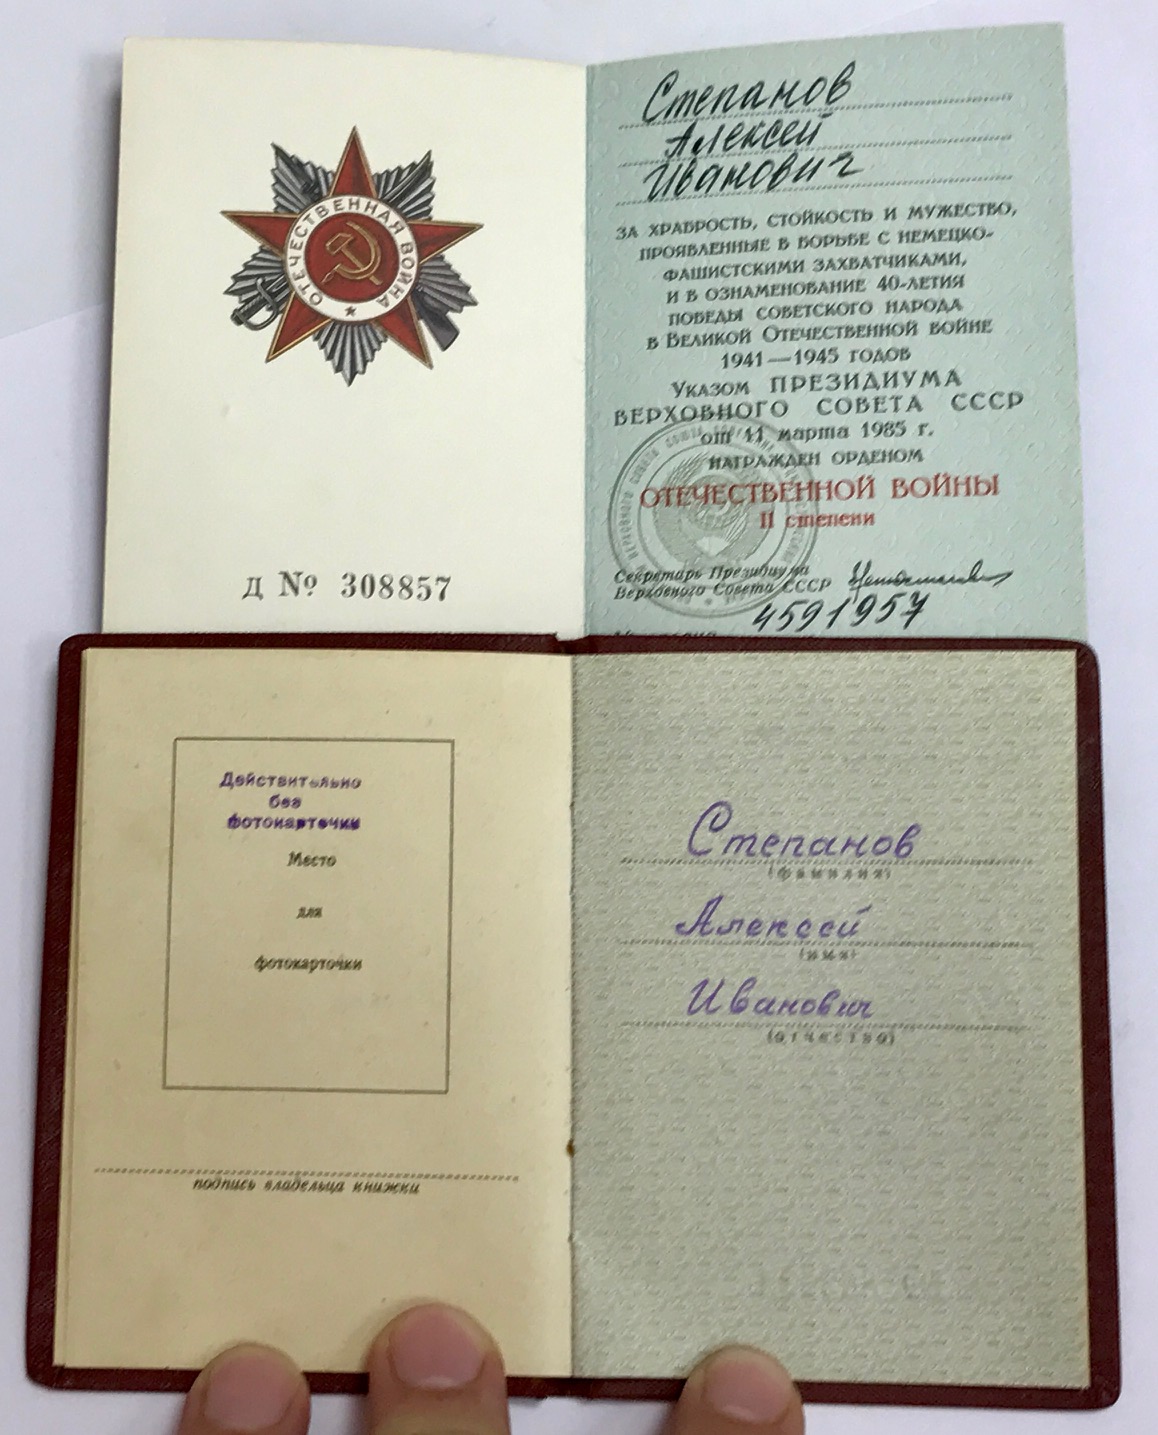 ОТЕЧЕСТВЕННАЯ ВОЙНА
Д № 308857
Степанов
Алексей
Иванович
ЗА ХРАБРОСТЬ, СТОЙКОСТЬ И МУЖЕСТВО,
ПРОЯВЛЕННЫЕ В БОРЬБЕ С НЕМЕЦКО-
ФАШИСТСКИМИ ЗАХВАТЧИКАМИ,
И В ОЗНАМЕНОВАНИЕ 40-ЛЕТИЯ
ПОБЕДЫ СОВЕТСКОГО НАРОДА
В ВЕЛИКОЙ ОТЕЧЕСТВЕННОЙ ВОЙНЕ
1941—1945 ГОДОВ
УКАЗОМ ПРЕЗИДИУМА
ВЕРХОВНОГО СОВЕТА СССР
от 11 марта 1985 г.
НАГРАЖДЕН ОРДЕНОМ
ОТЕЧЕСТВЕННОЙ ВОЙНЫ
II степени
Секретарь Президиума
Верховного Совета СССР
4591957
Действительно
без
фотокарточки
Место
для
фотокарточки
подпись владельца книжки
Степанов
(фамилия)
Алексей
(имя)
Иванович
(отчество)